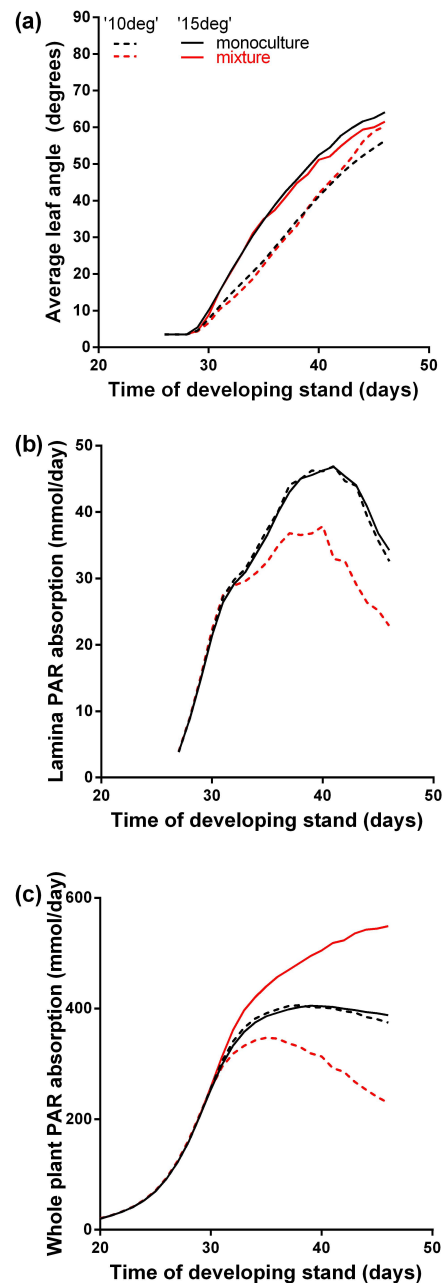 (a)
'10deg' '15deg'
monoculture
mixture
90
80
70
60
50
40
30
20
10
0
Average leaf angle (degrees)
20 30 40 50
Time of developing stand (days)
(b)
50
40
30
20
10
0
Lamina PAR absorption (mmol/day)
20 30 40 50
Time of developing stand (days)
(c)
600
400
200
0
Whole plant PAR absorption (mmol/day)
20 30 40 50
Time of developing stand (days)